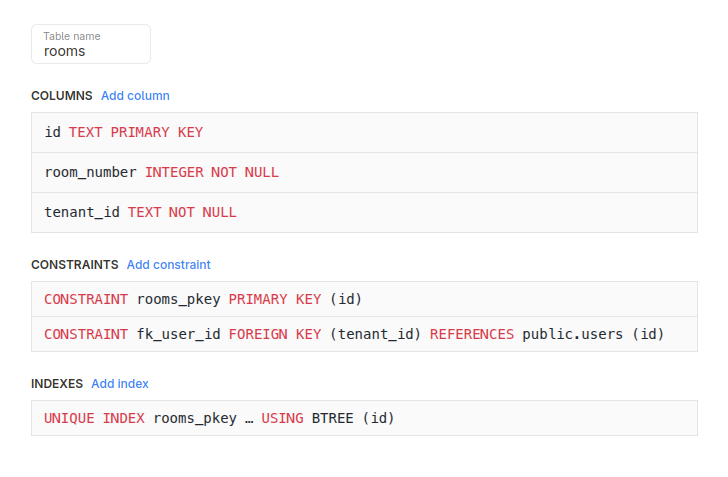 Table name
rooms
COLUMNS Add column
id TEXT PRIMARY KEY
room_number INTEGER NOT NULL
tenant_id TEXT NOT NULL
CONSTRAINTS Add constraint
CONSTRAINT rooms_pkey PRIMARY KEY (id)
CONSTRAINT fk_user_id FOREIGN KEY (tenant_id) REFERENCES public.users (id)
INDEXES Add index
UNIQUE INDEX rooms_pkey … USING BTREE (id)